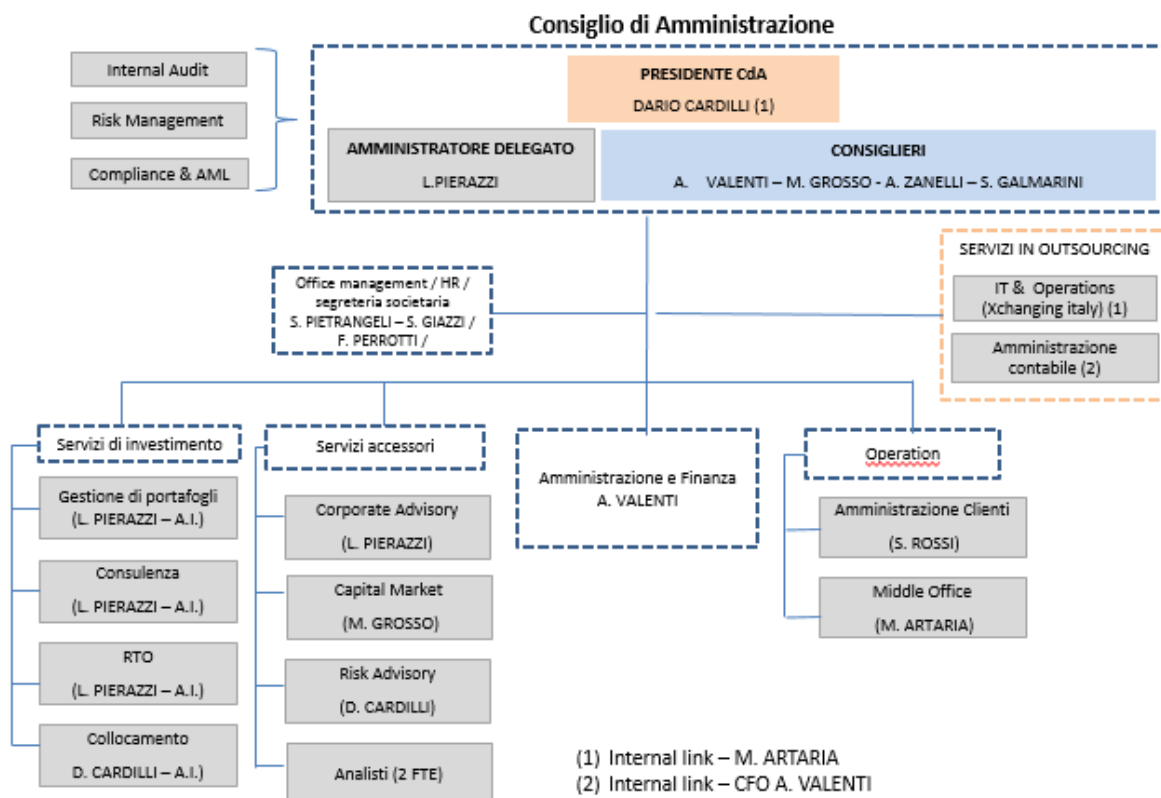 Consiglio di Amministrazione
Internal Audit
Risk Management
Compliance & AML
PRESIDENTE CdA
DARIO CARDILLI (1)
AMMINISTRATORE DELEGATO
L.PIERAZZI
CONSIGLIERI
A. VALENTI – M. GROSSO - A. ZANELLI – S. GALMARINI
Office management / HR /
segreteria societaria
S. PIETRANGELI – S. GIAZZI /
F. PERROTTI /
SERVIZI IN OUTSOURCING
IT & Operations
(Xchanging italy) (1)
Amministrazione
contabile (2)
Servizi di investimento
Gestione di portafogli
(L. PIERAZZI – A.I.)
Consulenza
(L. PIERAZZI – A.I.)
RTO
(L. PIERAZZI – A.I.)
Collocamento
D. CARDILLI – A.I.)
Servizi accessori
Corporate Advisory
(L. PIERAZZI)
Capital Market
(M. GROSSO)
Risk Advisory
(D. CARDILLI)
Analisti (2 FTE)
Amministrazione e Finanza
A. VALENTI
Operation
Amministrazione Clienti
(S. ROSSI)
Middle Office
(M. ARTARIA)
(1) Internal link – M. ARTARIA
(2) Internal link – CFO A. VALENTI